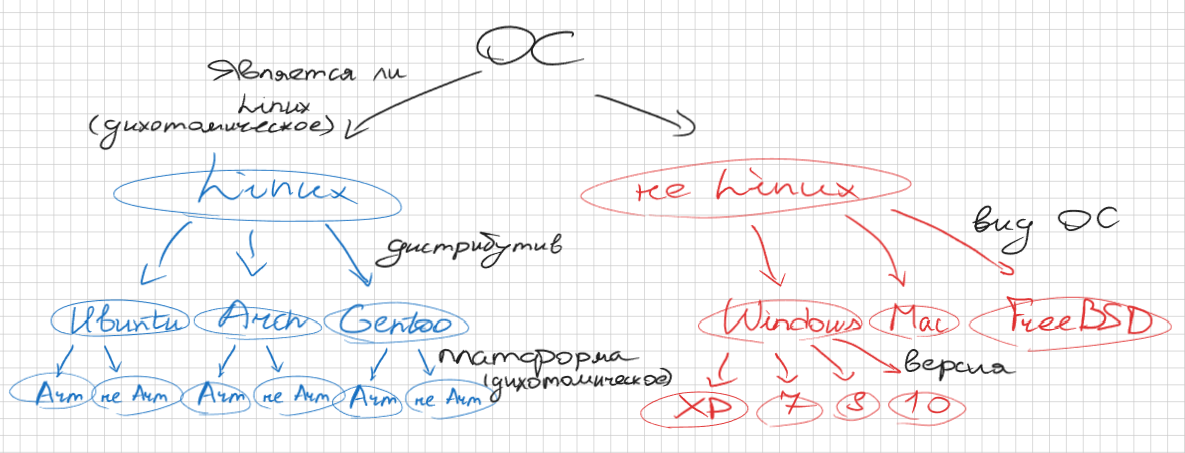 ОС
Является ли
Linux
(дихотомическое)
Linux
не Linux
дистрибутив
вид ОС
Ubuntu
Arch
Gentoo
Windows
Mac
FreeBSD
платформа
(дихотомическое)
версия
Arm
не Arm
Arm
не Arm
Arm
не Arm
XP
7
8
10